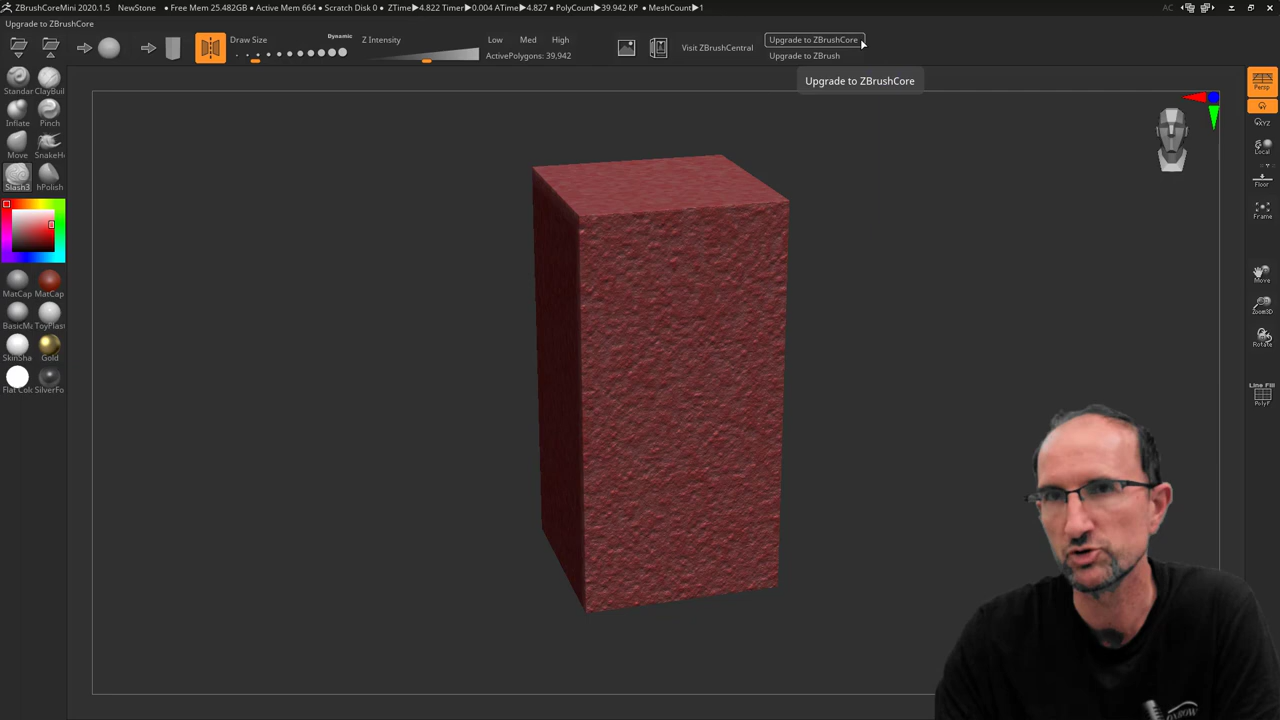 ZBrushCoreMini 2020.1.5 NewStone ● Free Mem 25.482GB ● Active Mem 664 ● Scratch Disk 0 ● ZTime▶4.822 Timer▶0.004 ATime▶4.827 ● PolyCount▶39.942 KP ● MeshCount▶1 AC
Upgrade to ZBrushCore
Draw Size Dynamic Z Intensity Low Med High
ActivePolygons: 39,942
Visit ZBrushCentral
Upgrade to ZBrushCore
Upgrade to ZBrush
Upgrade to ZBrushCore
Standar ClayBuil
Inflate Pinch
Move SnakeH
Slash3 hPolish
MatCap MatCap
BasicMa ToyPlast
SkinSha Gold
Flat Colo SilverFo
Persp
XYZ
Local
Floor
Frame
Move
Zoom3D
Rotate
Line Fill
PolyF